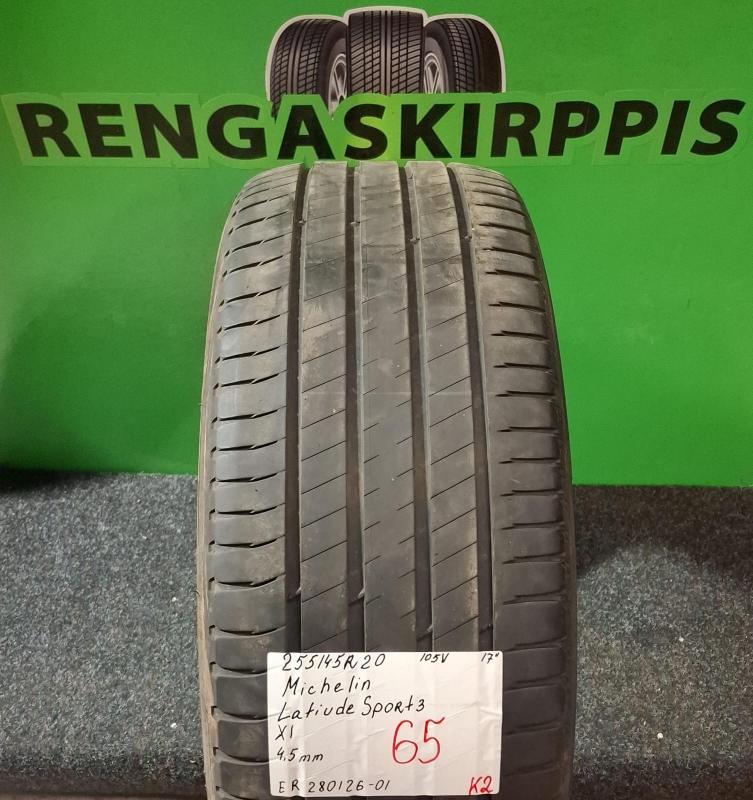 RENGASKIRPPIS
255/45R20 105V 17"
Michelin
Latiude Sport3
X1
4,5mm
65
ER 280126-01 K2